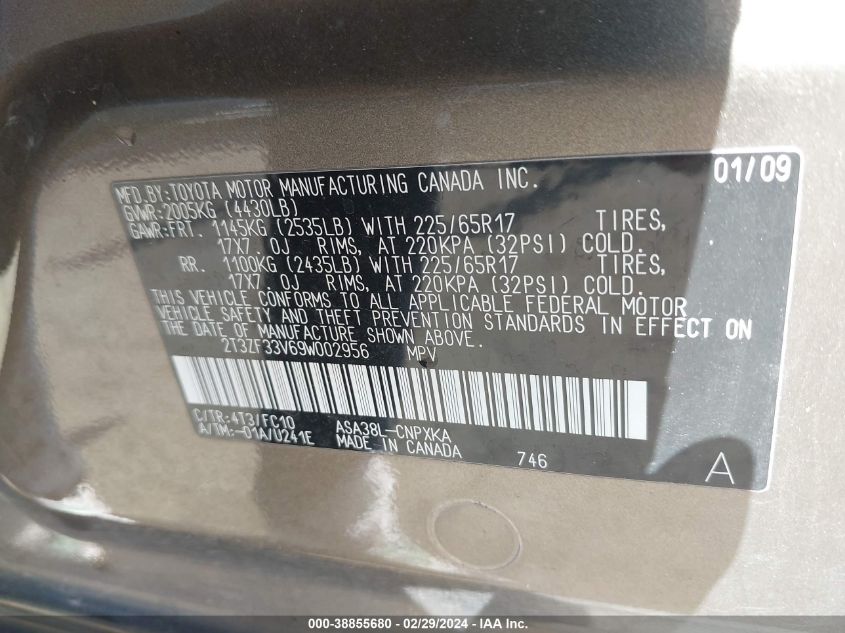 MFD.BY:TOYOTA MOTOR MANUFACTURING CANADA INC. 01/09
GVWR:2005KG (4430LB)
GAWR:FRT. 1145KG (2535LB) WITH 225/65R17 TIRES,
17X7 0J RIMS, AT 220KPA (32PSI) COLD.
RR. 1100KG (2435LB) WITH 225/65R17 TIRES,
17X7 0J RIMS, AT 220KPA (32PSI) COLD.
THIS VEHICLE CONFORMS TO ALL APPLICABLE FEDERAL MOTOR
VEHICLE SAFETY AND THEFT PREVENTION STANDARDS IN EFFECT ON
THE DATE OF MANUFACTURE SHOWN ABOVE.
2T3ZF33V69W002956 MPV
C/TR:4T3/FC10 ASA38L-CNPXKA
A/TM:-01A/U241E MADE IN CANADA 746 A
000-38855680 - 02/29/2024 - IAA Inc.